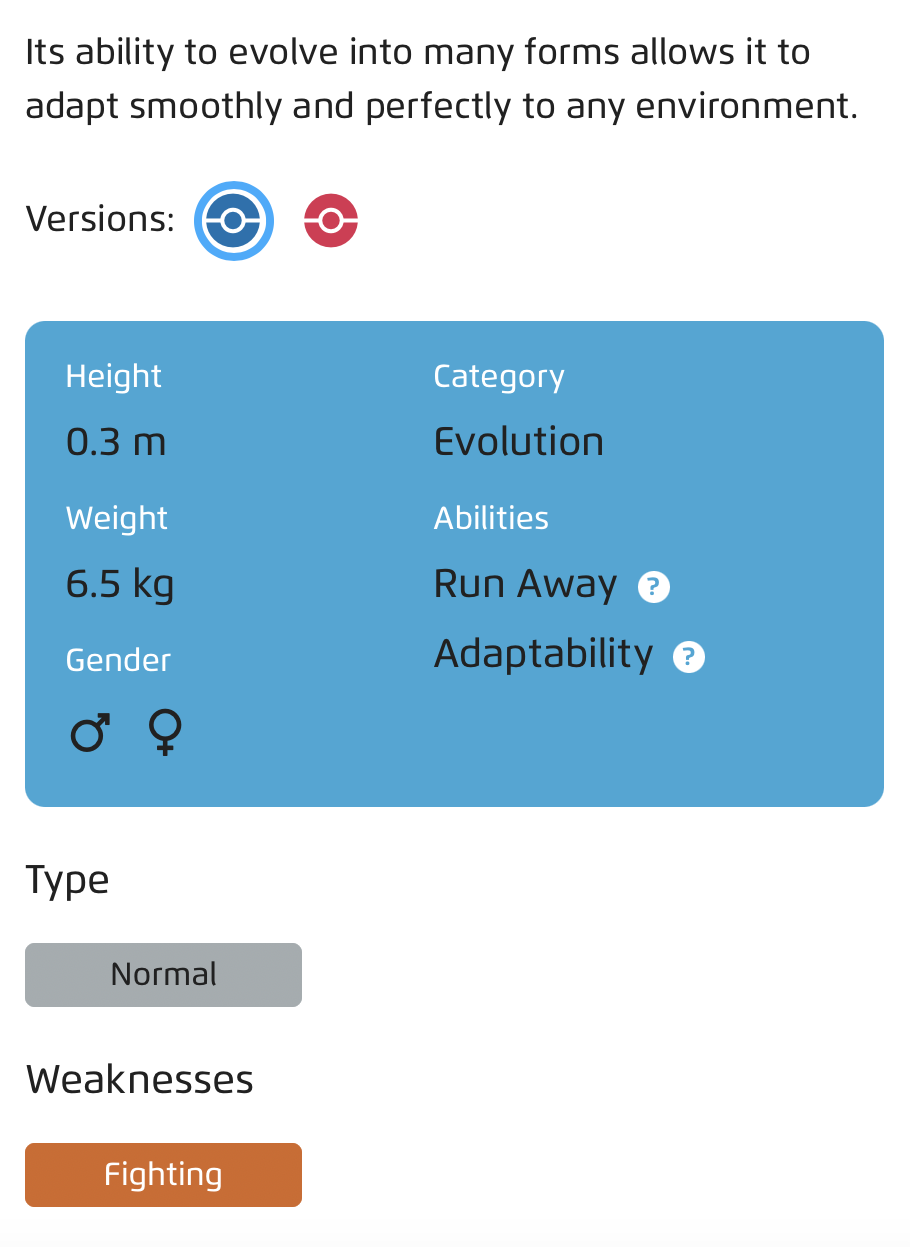 Its ability to evolve into many forms allows it to
adapt smoothly and perfectly to any environment.
Versions:
Height
0.3 m
Weight
6.5 kg
Gender
♂ ♀
Category
Evolution
Abilities
Run Away ?
Adaptability ?
Type
Normal
Weaknesses
Fighting